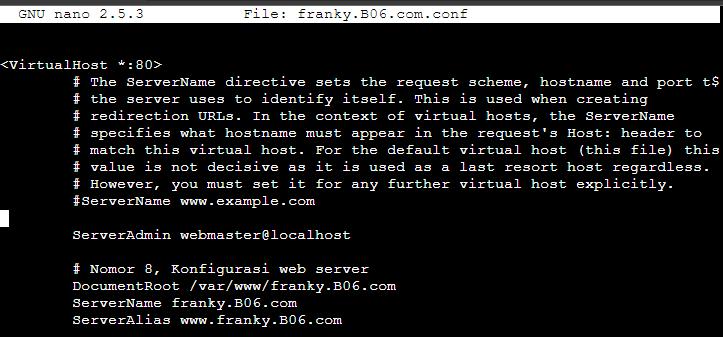 GNU nano 2.5.3 File: franky.B06.com.conf
<VirtualHost *:80>
# The ServerName directive sets the request scheme, hostname and port t$
# the server uses to identify itself. This is used when creating
# redirection URLs. In the context of virtual hosts, the ServerName
# specifies what hostname must appear in the request's Host: header to
# match this virtual host. For the default virtual host (this file) this
# value is not decisive as it is used as a last resort host regardless.
# However, you must set it for any further virtual host explicitly.
#ServerName www.example.com
ServerAdmin webmaster@localhost
# Nomor 8, Konfigurasi web server
DocumentRoot /var/www/franky.B06.com
ServerName franky.B06.com
ServerAlias www.franky.B06.com